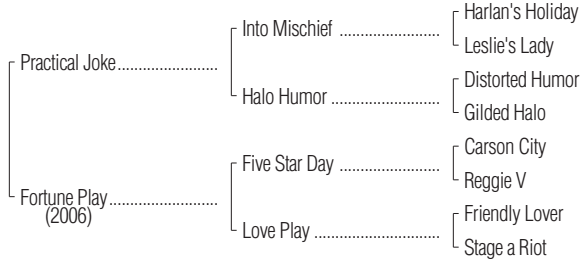 Harlan's Holiday
Into Mischief ........................
Leslie's Lady
Practical Joke........................
Distorted Humor
Halo Humor ..........................
Gilded Halo
Carson City
Five Star Day ........................
Reggie V
Fortune Play..........................
(2006)
Friendly Lover
Love Play ..............................
Stage a Riot